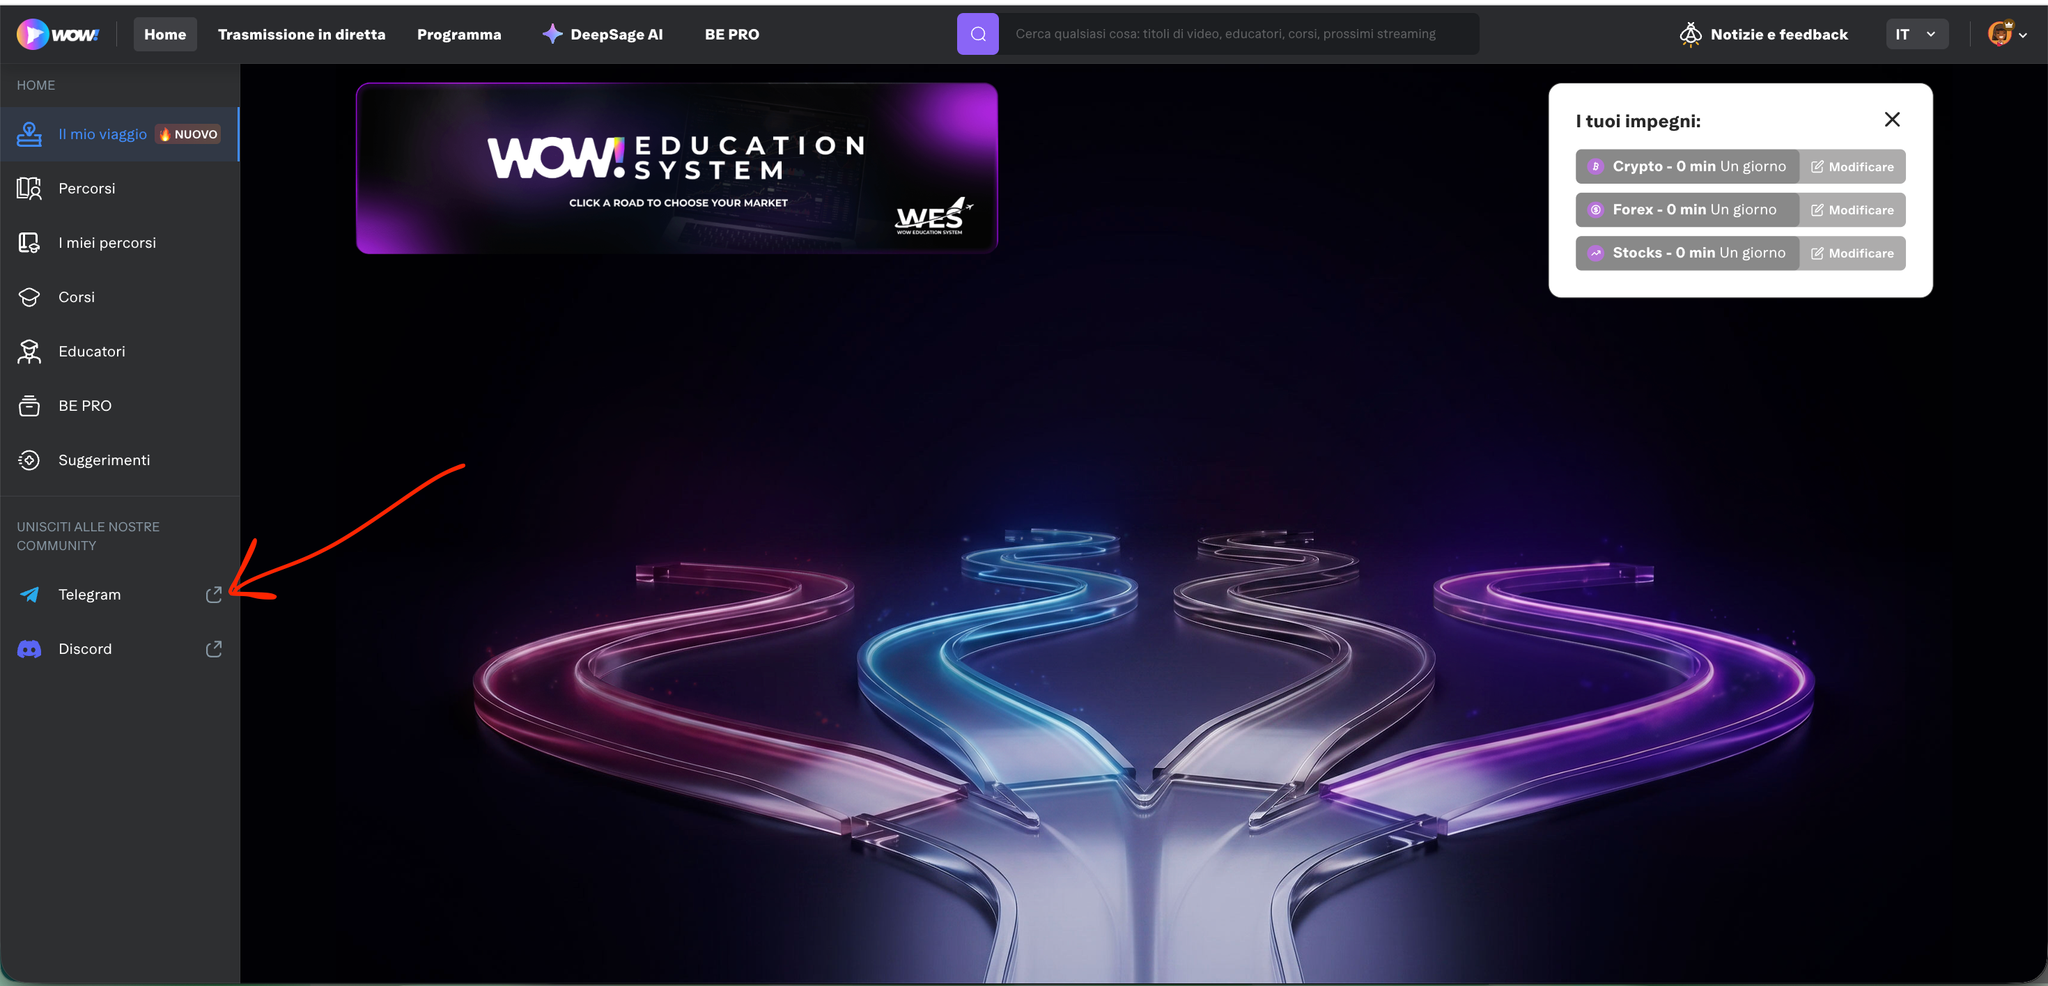 WOW!
Home
Trasmissione in diretta
Programma
DeepSage AI
BE PRO
Cerca qualsiasi cosa: titoli di video, educatori, corsi, prossimi streaming
Notizie e feedback
IT
HOME
Il mio viaggio
NUOVO
Percorsi
I miei percorsi
Corsi
Educatori
BE PRO
Suggerimenti
UNISCITI ALLE NOSTRE
COMMUNITY
Telegram
Discord
WOW! EDUCATION
SYSTEM
CLICK A ROAD TO CHOOSE YOUR MARKET
WES
WOW EDUCATION SYSTEM
I tuoi impegni:
Crypto - 0 min Un giorno
Modificare
Forex - 0 min Un giorno
Modificare
Stocks - 0 min Un giorno
Modificare